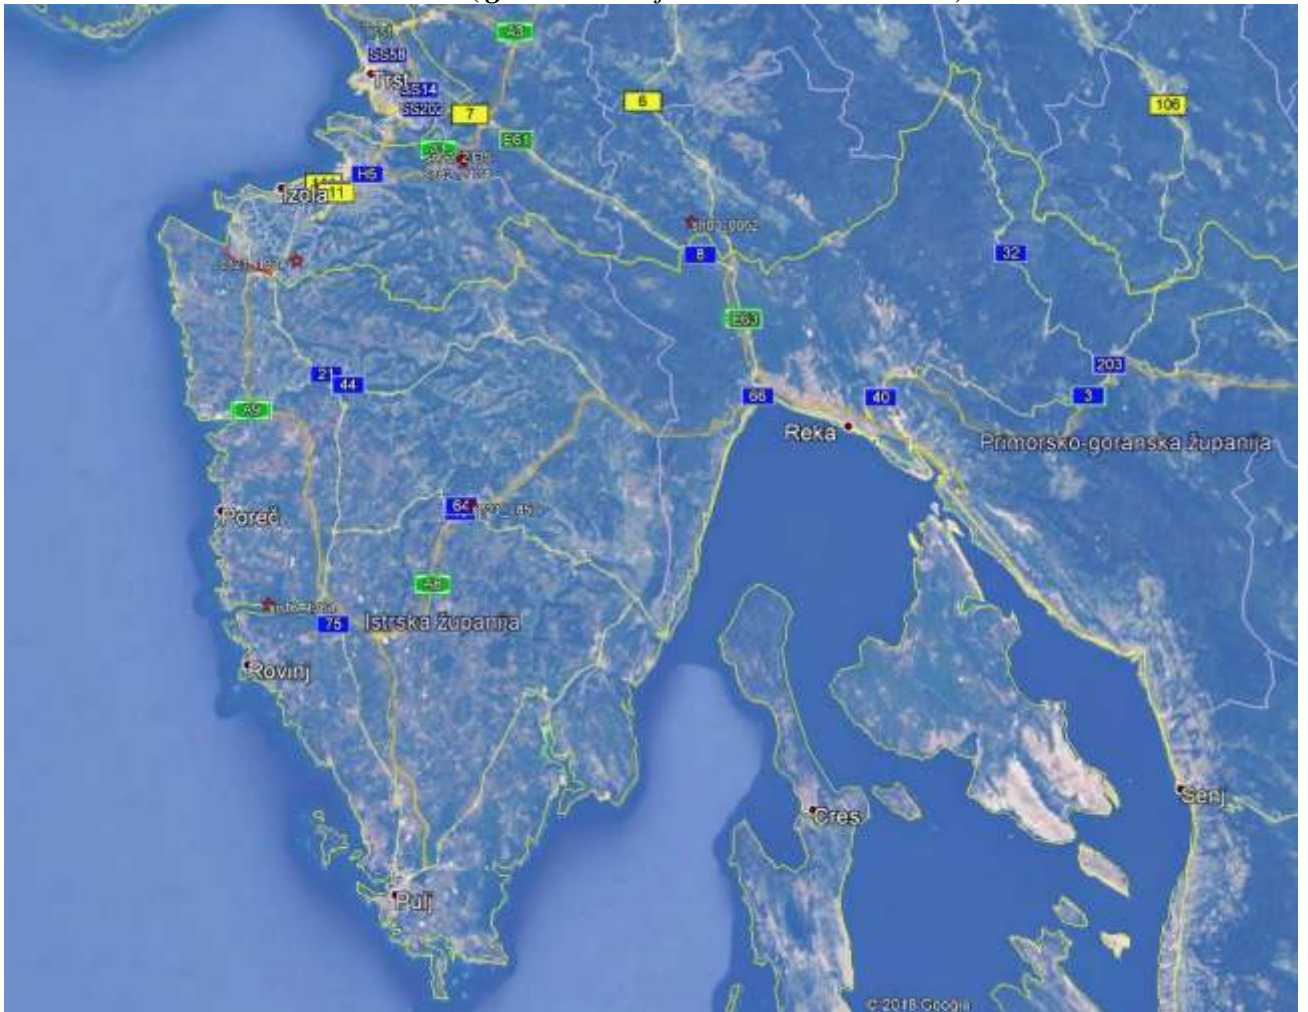 A3
SS58
Trst
SS14
SS202
7
6
106
E61
H5
11
Izola
8
32
E63
21
44
203
A9
66
40
3
Reka
Primorsko-goranska županija
64
Poreč
A8
75
Istrska županija
Rovinj
Cres
Senj
Pulj
© 2018 Google